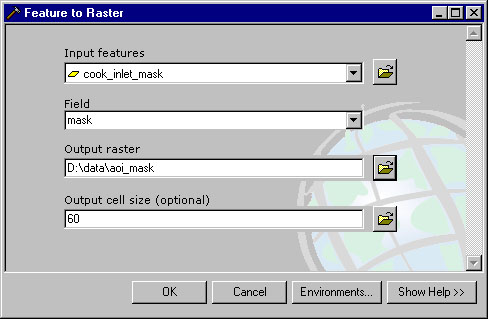 Feature to Raster
Input features
cook_inlet_mask
Field
mask
Output raster
D:\data\aoi_mask
Output cell size (optional)
60
OK Cancel Environments... Show Help >>